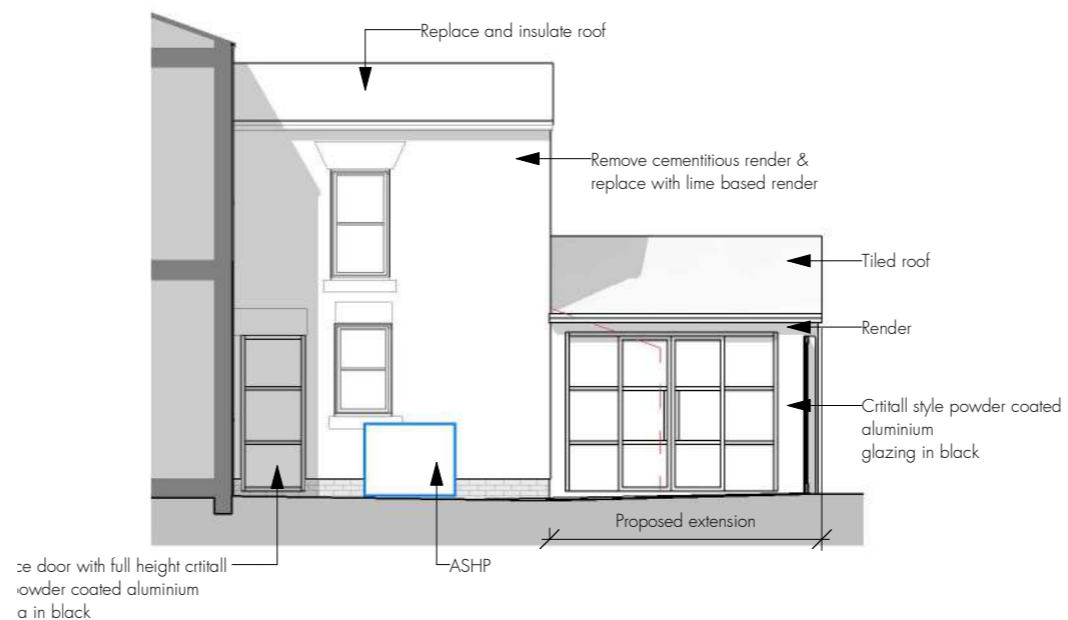 Replace and insulate roof
Remove cementitious render &
replace with lime based render
Tiled roof
Render
Crtitall style powder coated
aluminium
glazing in black
Proposed extension
ce door with full height crtitall
owder coated aluminium
in black
ASHP